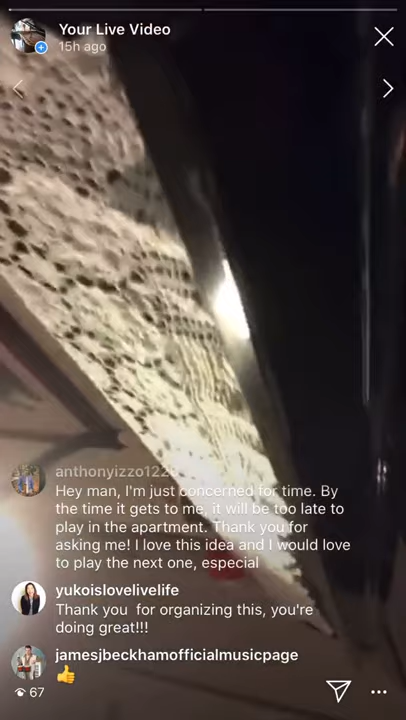 Your Live Video
15h ago
anthonyizzo122
Hey man, I'm just concerned for time. By
the time it gets to me, it will be too late to
play in the apartment. Thank you for
asking me! I love this idea and I would love
to play the next one, especial
yukoislovelivelife
Thank you  for organizing this, you're
doing great!!!
jamesjbeckhamofficialmusicpage
👍
67